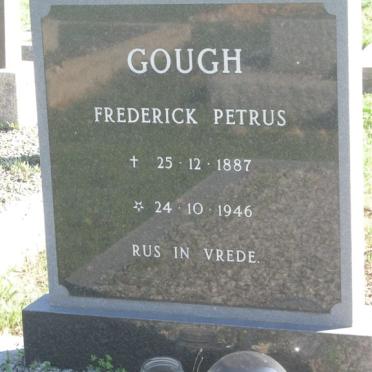 GOUGH
FREDERICK PETRUS
✝ 25·12·1887
☆ 24·10·1946
RUS IN VREDE.